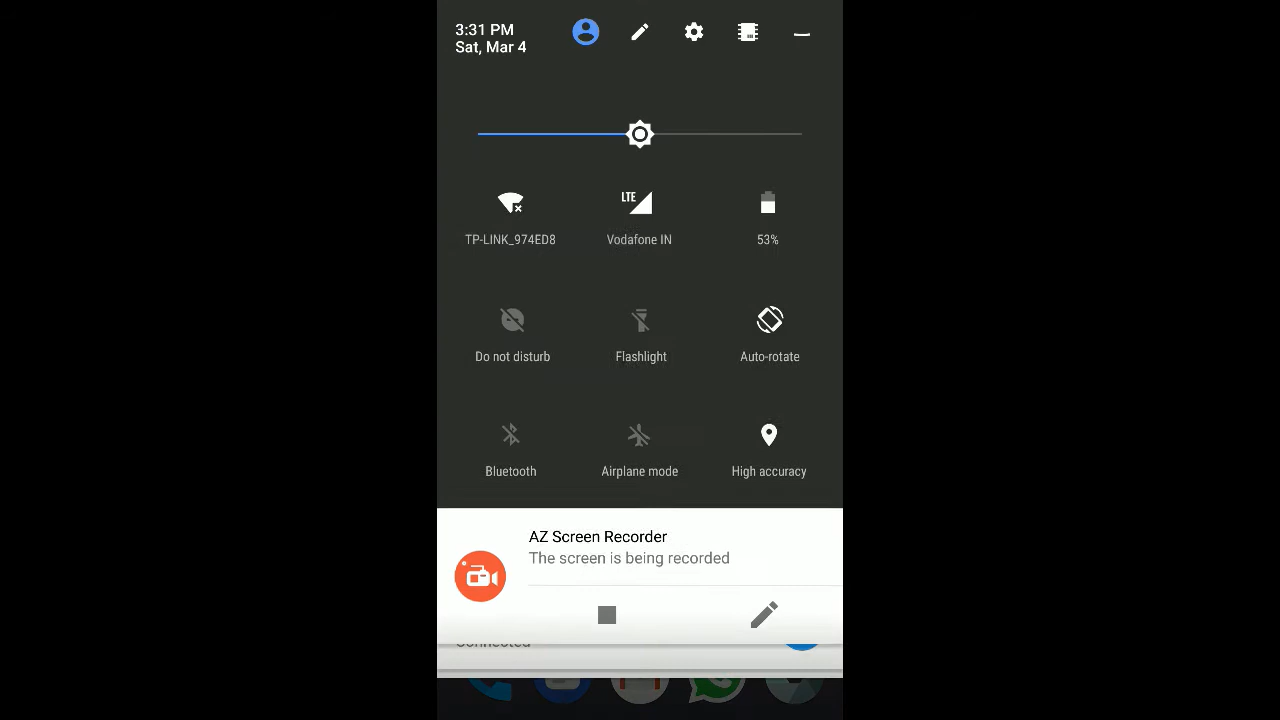 3:31 PM
Sat, Mar 4
TP-LINK_974ED8
LTE
Vodafone IN
53%
Do not disturb
Flashlight
Auto-rotate
Bluetooth
Airplane mode
High accuracy
AZ Screen Recorder
The screen is being recorded
Connected